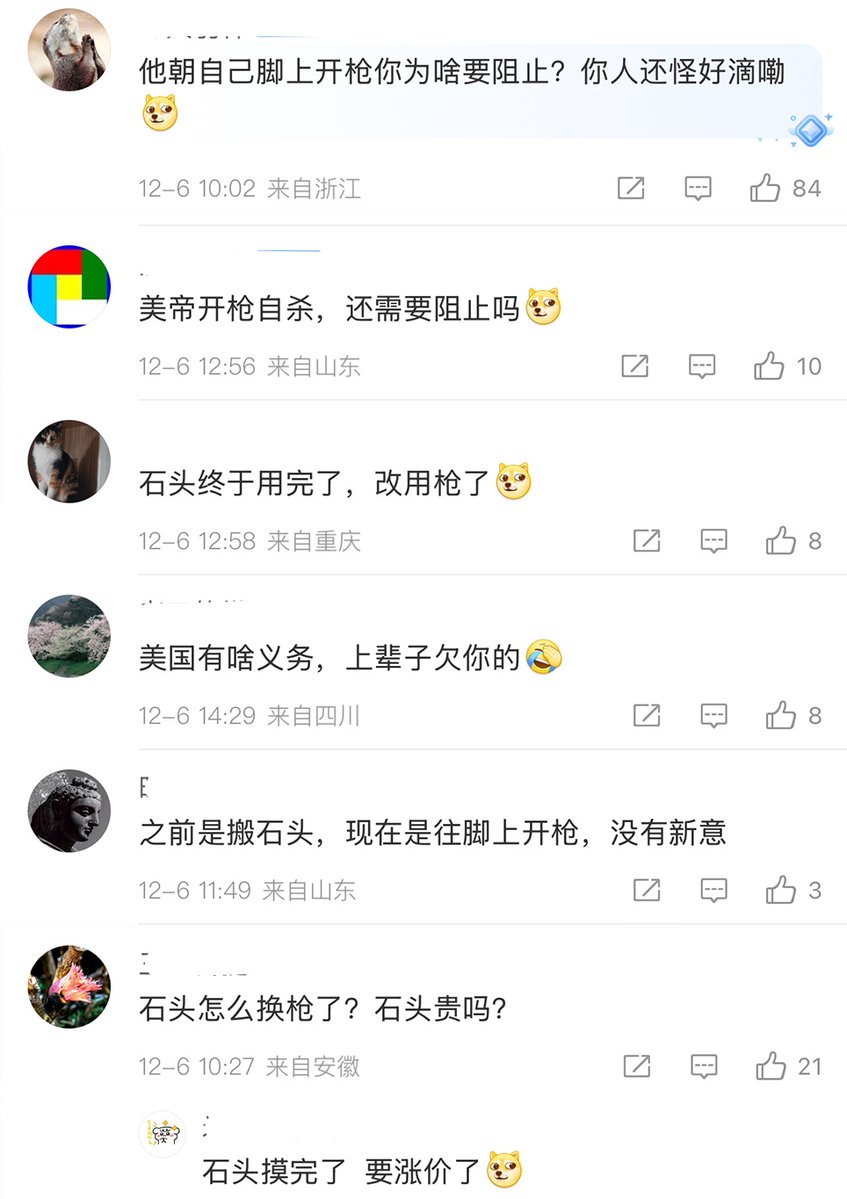 他朝自己脚上开枪你为啥要阻止？你人还怪好滴嘞
12-6 10:02 来自浙江
84
美帝开枪自杀，还需要阻止吗
12-6 12:56 来自山东
10
石头终于用完了，改用枪了
12-6 12:58 来自重庆
8
美国有啥义务，上辈子欠你的
12-6 14:29 来自四川
8
之前是搬石头，现在是往脚上开枪，没有新意
12-6 11:49 来自山东
3
石头怎么换枪了？石头贵吗？
12-6 10:27 来自安徽
21
石头摸完了 要涨价了